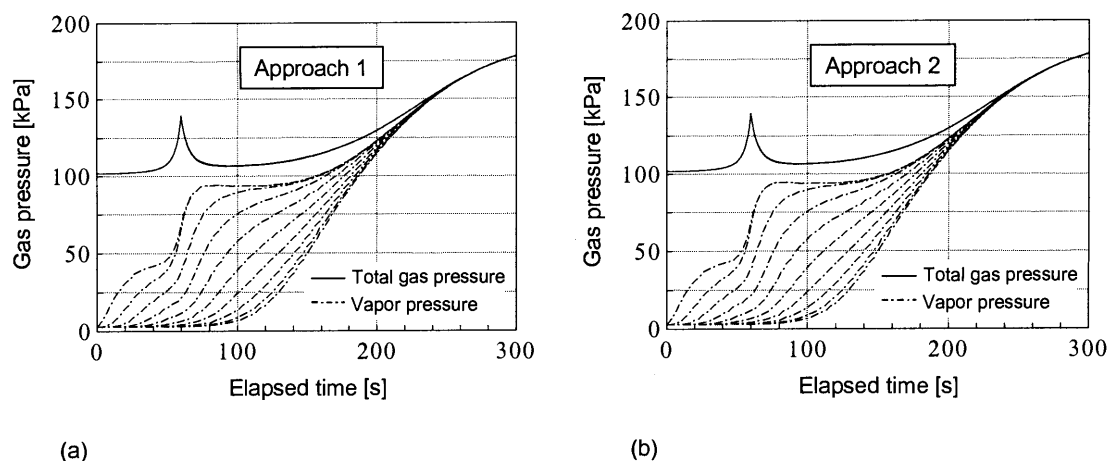 200
150
100
50
0
Gas pressure [kPa]
Approach 1
Total gas pressure
Vapor pressure
0
100
200
300
Elapsed time [s]
(a)
200
150
100
50
0
Gas pressure [kPa]
Approach 2
Total gas pressure
Vapor pressure
0
100
200
300
Elapsed time [s]
(b)